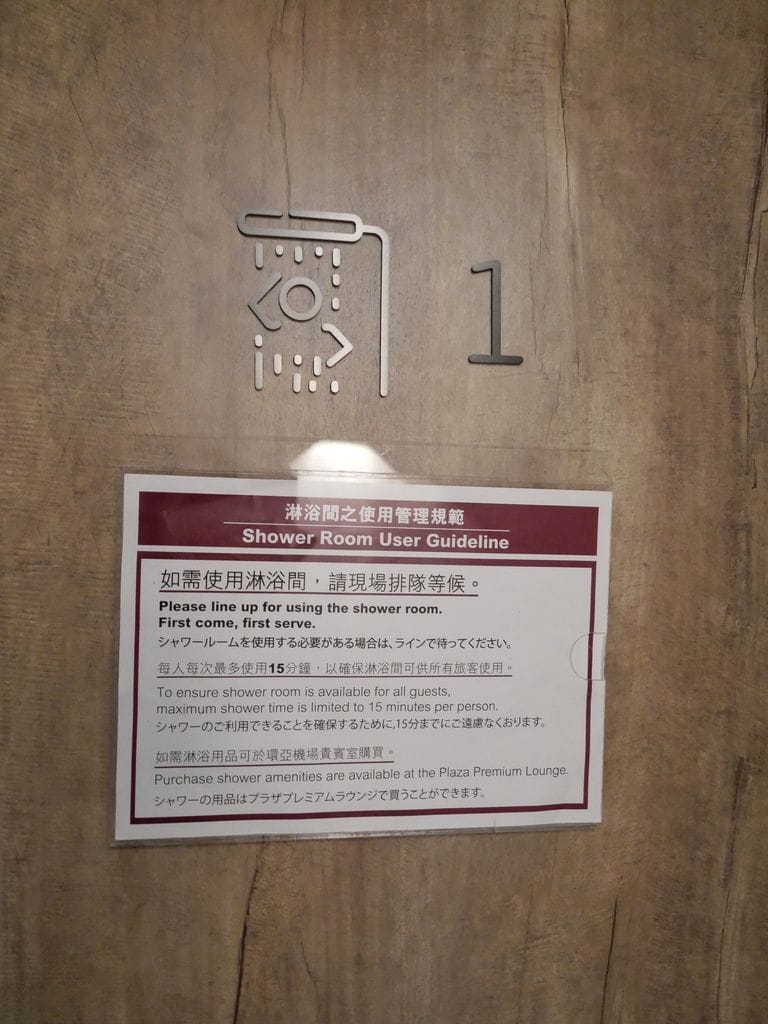 1
淋浴間之使用管理規範
Shower Room User Guideline
如需使用淋浴間，請現場排隊等候。
Please line up for using the shower room.
First come, first serve.
シャワールームを使用する必要がある場合は、ラインで待ってください。
每人每次最多使用15分鐘，以確保淋浴間可供所有旅客使用。
To ensure shower room is available for all guests,
maximum shower time is limited to 15 minutes per person.
シャワーのご利用できることを確保するために、15分までにご遠慮なくおります。
如需淋浴用品可於環亞機場貴賓室購買。
Purchase shower amenities are available at the Plaza Premium Lounge.
シャワーの用品はプラザプレミアムラウンジで買うことができます。